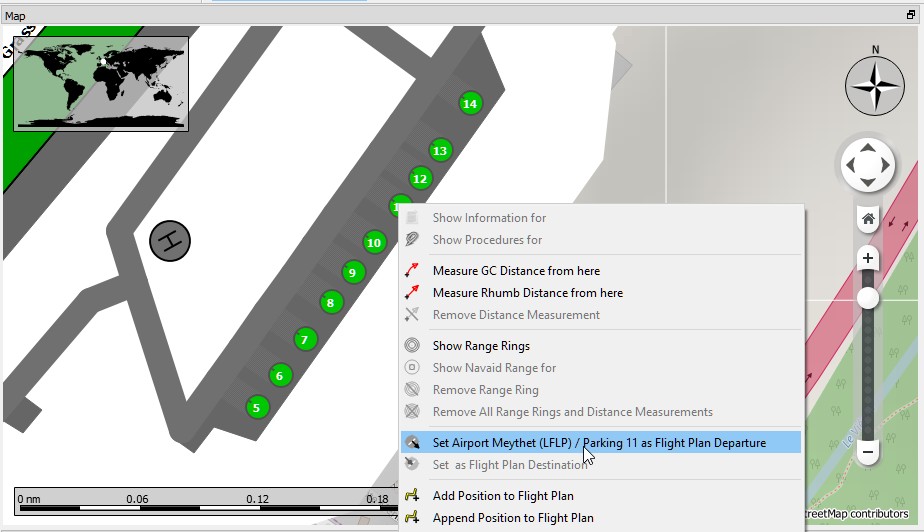 Map
N
14
13
12
10
9
8
7
6
5
H
Show Information for
Show Procedures for
Measure GC Distance from here
Measure Rhumb Distance from here
Remove Distance Measurement
Show Range Rings
Show Navaid Range for
Remove Range Ring
Remove All Range Rings and Distance Measurements
Set Airport Meythet (LFLP) / Parking 11 as Flight Plan Departure
Set as Flight Plan Destination
Add Position to Flight Plan
Append Position to Flight Plan
0 nm 0.06 0.12 0.18
treetMap contributors